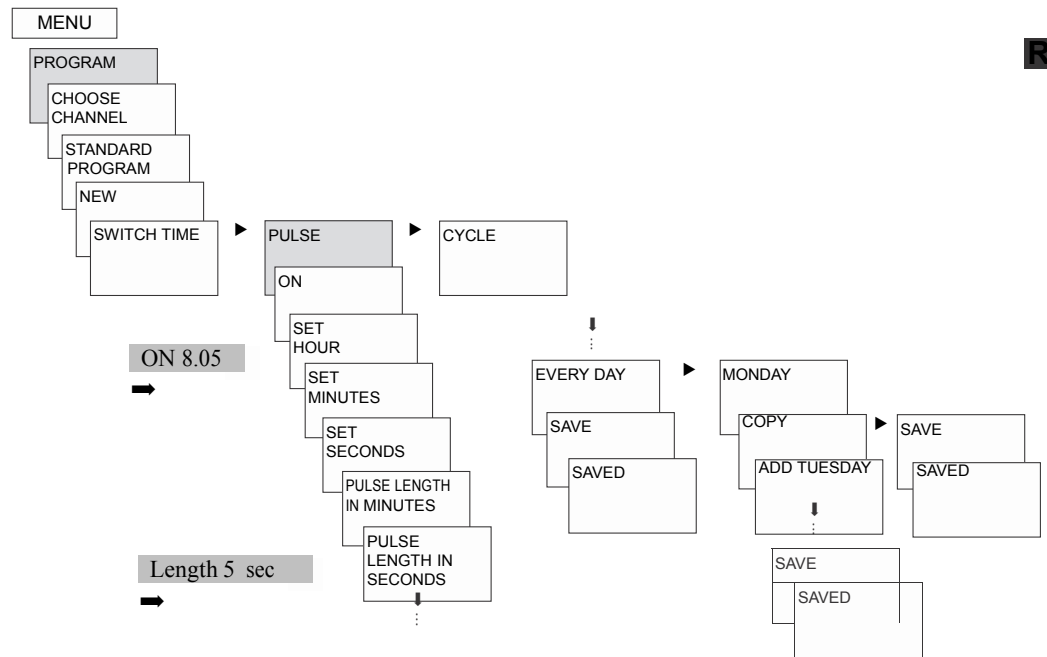 MENU
R
PROGRAM
CHOOSE
CHANNEL
STANDARD
PROGRAM
NEW
SWITCH TIME
PULSE
CYCLE
ON
SET
HOUR
ON 8.05
SET
MINUTES
SET
SECONDS
PULSE LENGTH
IN MINUTES
PULSE
LENGTH IN
SECONDS
Length 5 sec
EVERY DAY
SAVE
SAVED
MONDAY
COPY
ADD TUESDAY
SAVE
SAVED
SAVE
SAVED